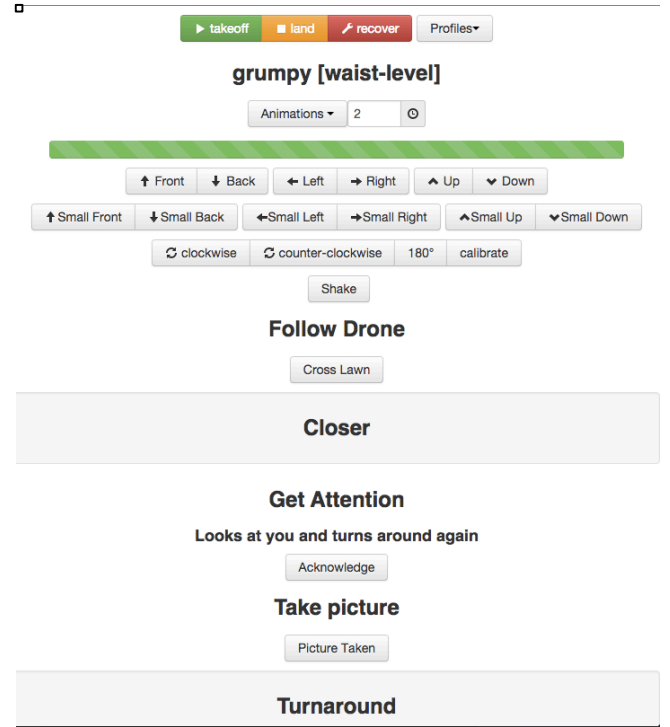 takeoff land recover Profiles
grumpy [waist-level]
Animations 2
Front Back Left Right Up Down
Small Front Small Back Small Left Small Right Small Up Small Down
clockwise counter-clockwise 180° calibrate
Shake
Follow Drone
Cross Lawn
Closer
Get Attention
Looks at you and turns around again
Acknowledge
Take picture
Picture Taken
Turnaround